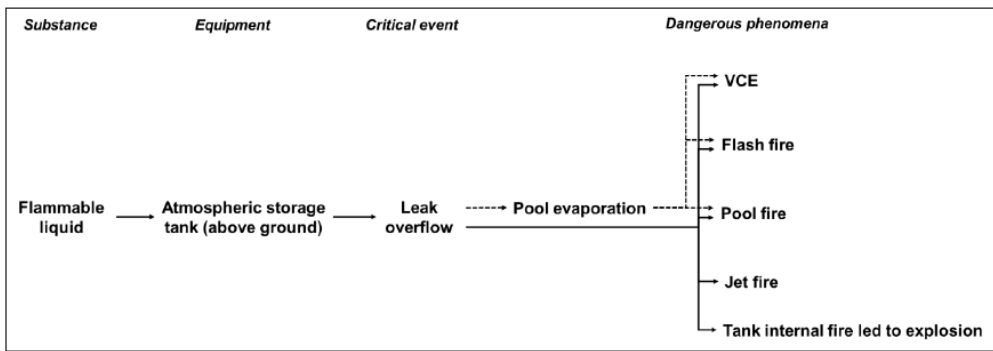 Substance Equipment Critical event Dangerous phenomena
VCE
Flash fire
Flammable
liquid
Atmospheric storage
tank (above ground)
Leak
overflow
Pool evaporation
Pool fire
Jet fire
Tank internal fire led to explosion